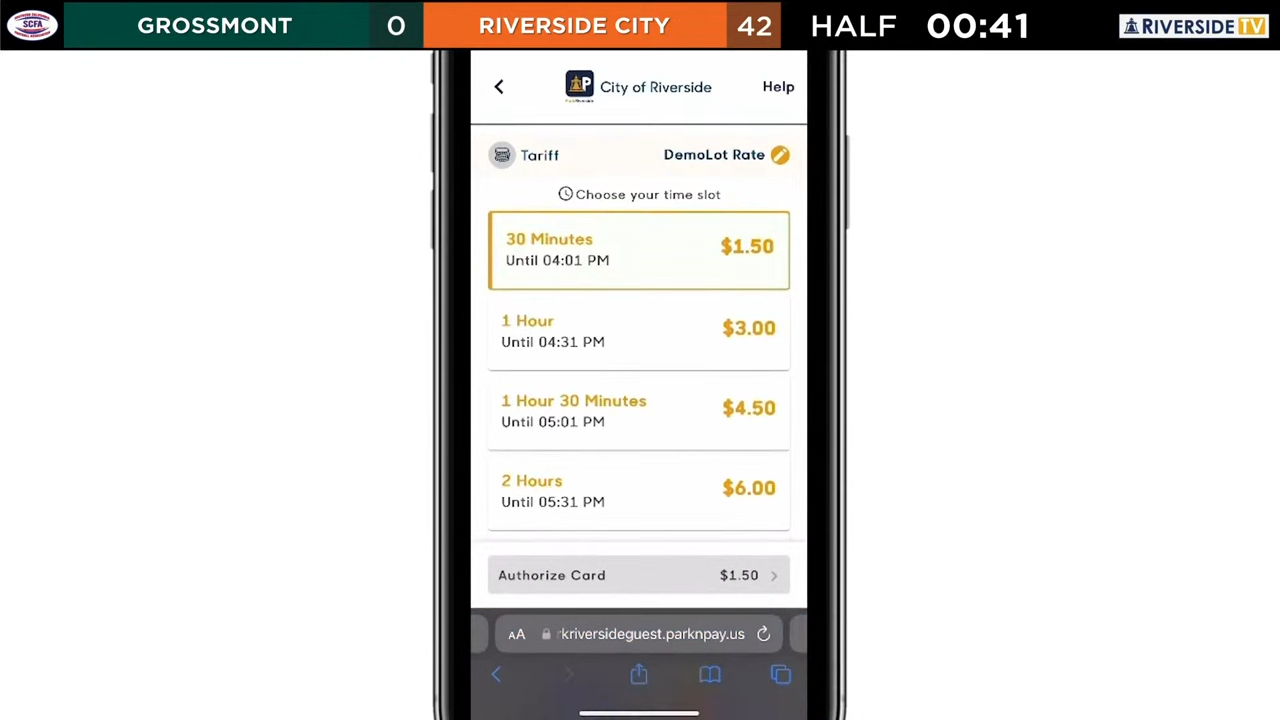 SCFA
GROSSMONT 0 RIVERSIDE CITY 42 HALF 00:41 RIVERSIDE TV
P City of Riverside Help
Tariff DemoLot Rate
Choose your time slot
30 Minutes $1.50
Until 04:01 PM
1 Hour $3.00
Until 04:31 PM
1 Hour 30 Minutes $4.50
Until 05:01 PM
2 Hours $6.00
Until 05:31 PM
Authorize Card $1.50
AA kriversideguest.parknpay.us